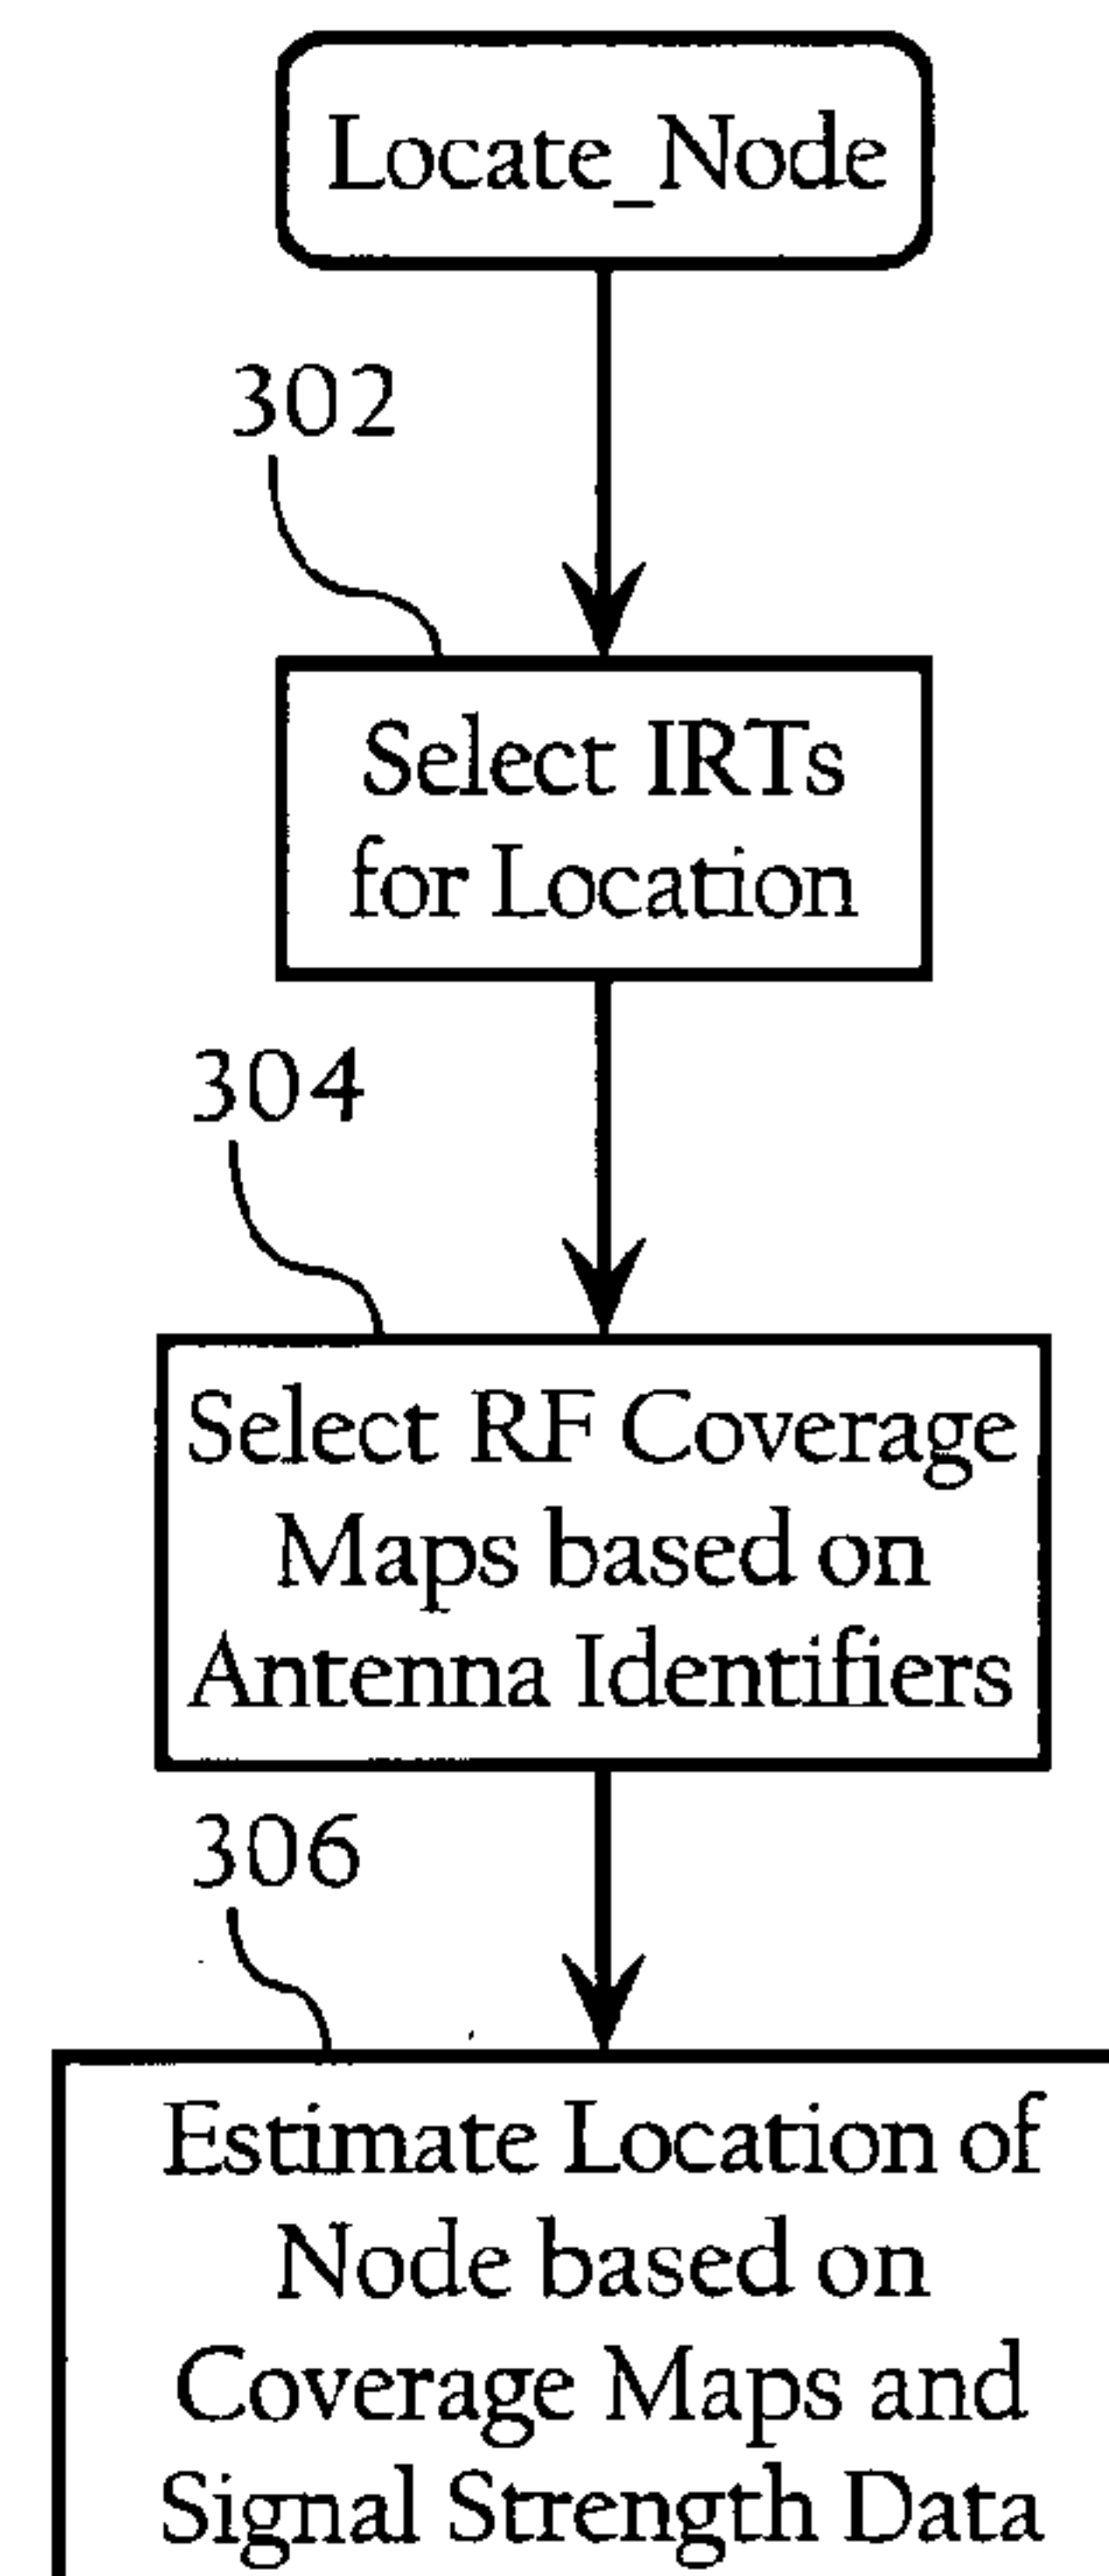 Locate_Node
302
Select IRTs
for Location
304
Select RF Coverage
Maps based on
Antenna Identifiers
306
Estimate Location of
Node based on
Coverage Maps and
Signal Strength Data